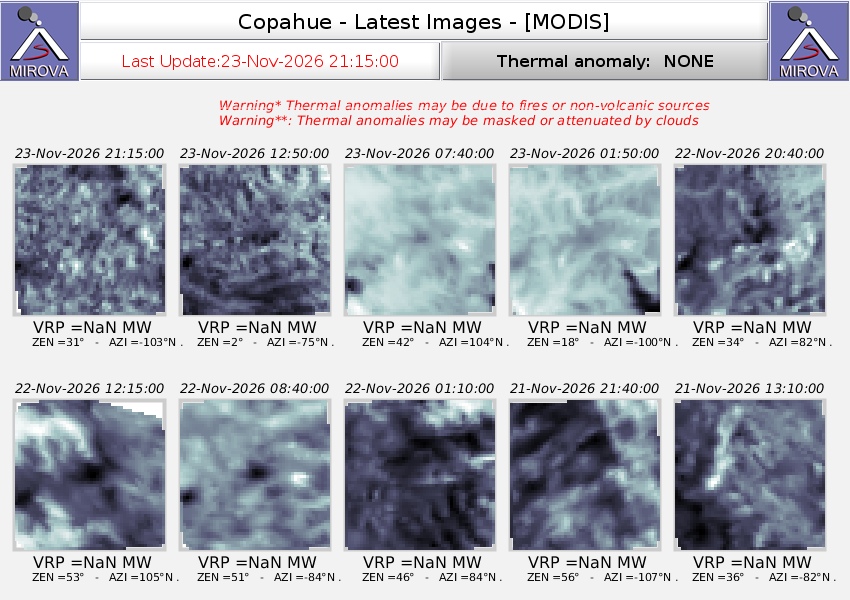 Copahue - Latest Images - [MODIS]
MIROVA
Last Update:23-Nov-2026 21:15:00
Thermal anomaly: NONE
MIROVA
Warning* Thermal anomalies may be due to fires or non-volcanic sources
Warning**: Thermal anomalies may be masked or attenuated by clouds
23-Nov-2026 21:15:00 23-Nov-2026 12:50:00 23-Nov-2026 07:40:00 23-Nov-2026 01:50:00 22-Nov-2026 20:40:00
VRP =NaN MW VRP =NaN MW VRP =NaN MW VRP =NaN MW VRP =NaN MW
ZEN =31° - AZI =-103°N . ZEN =2° - AZI =-75°N . ZEN =42° - AZI =104°N . ZEN =18° - AZI =-100°N . ZEN =34° - AZI =82°N .
22-Nov-2026 12:15:00 22-Nov-2026 08:40:00 22-Nov-2026 01:10:00 21-Nov-2026 21:40:00 21-Nov-2026 13:10:00
VRP =NaN MW VRP =NaN MW VRP =NaN MW VRP =NaN MW VRP =NaN MW
ZEN =53° - AZI =105°N . ZEN =51° - AZI =-84°N . ZEN =46° - AZI =84°N . ZEN =56° - AZI =-107°N . ZEN =36° - AZI =-82°N .